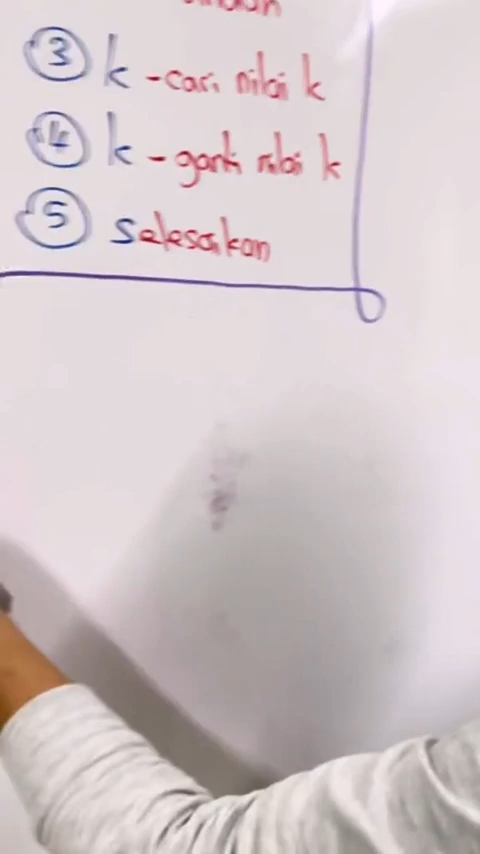 ③ k - cari nilai k
④ k - ganti nilai k
⑤ Selesaikan